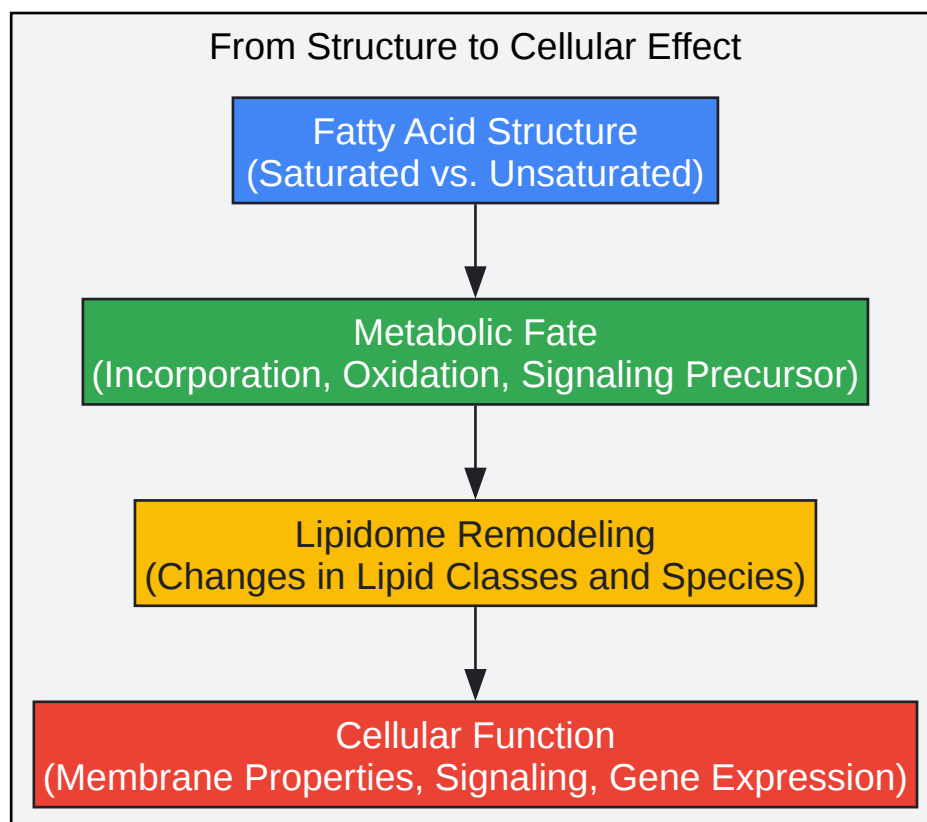 From Structure to Cellular Effect
Fatty Acid Structure
(Saturated vs. Unsaturated)
Metabolic Fate
(Incorporation, Oxidation, Signaling Precursor)
Lipidome Remodeling
(Changes in Lipid Classes and Species)
Cellular Function
(Membrane Properties, Signaling, Gene Expression)